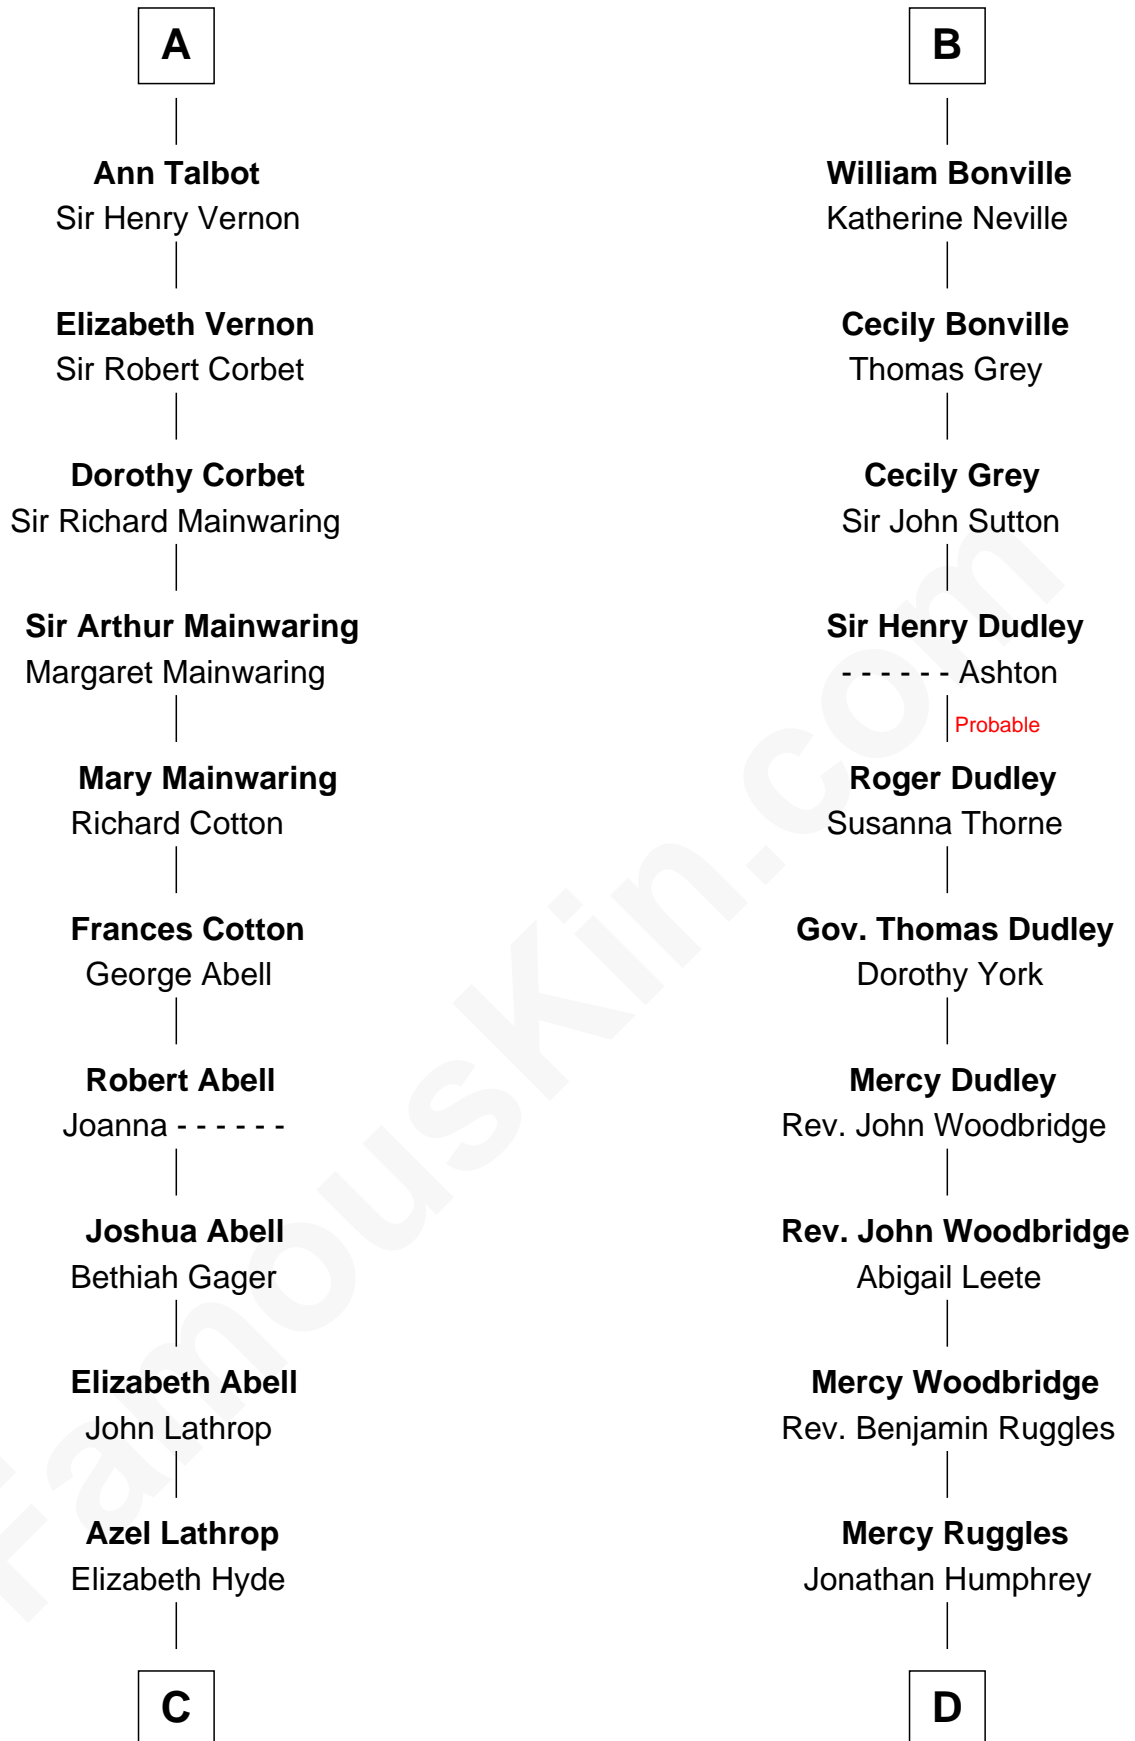 A
Ann Talbot
Sir Henry Vernon
Elizabeth Vernon
Sir Robert Corbet
Dorothy Corbet
Sir Richard Mainwaring
Sir Arthur Mainwaring
Margaret Mainwaring
Mary Mainwaring
Richard Cotton
Frances Cotton
George Abell
Robert Abell
Joanna - - - - - -
Joshua Abell
Bethiah Gager
Elizabeth Abell
John Lathrop
Azel Lathrop
Elizabeth Hyde
C
B
William Bonville
Katherine Neville
Cecily Bonville
Thomas Grey
Cecily Grey
Sir John Sutton
Sir Henry Dudley
- - - - - - Ashton
Probable
Roger Dudley
Susanna Thorne
Gov. Thomas Dudley
Dorothy York
Mercy Dudley
Rev. John Woodbridge
Rev. John Woodbridge
Abigail Leete
Mercy Woodbridge
Rev. Benjamin Ruggles
Mercy Ruggles
Jonathan Humphrey
D
FamousKin.com